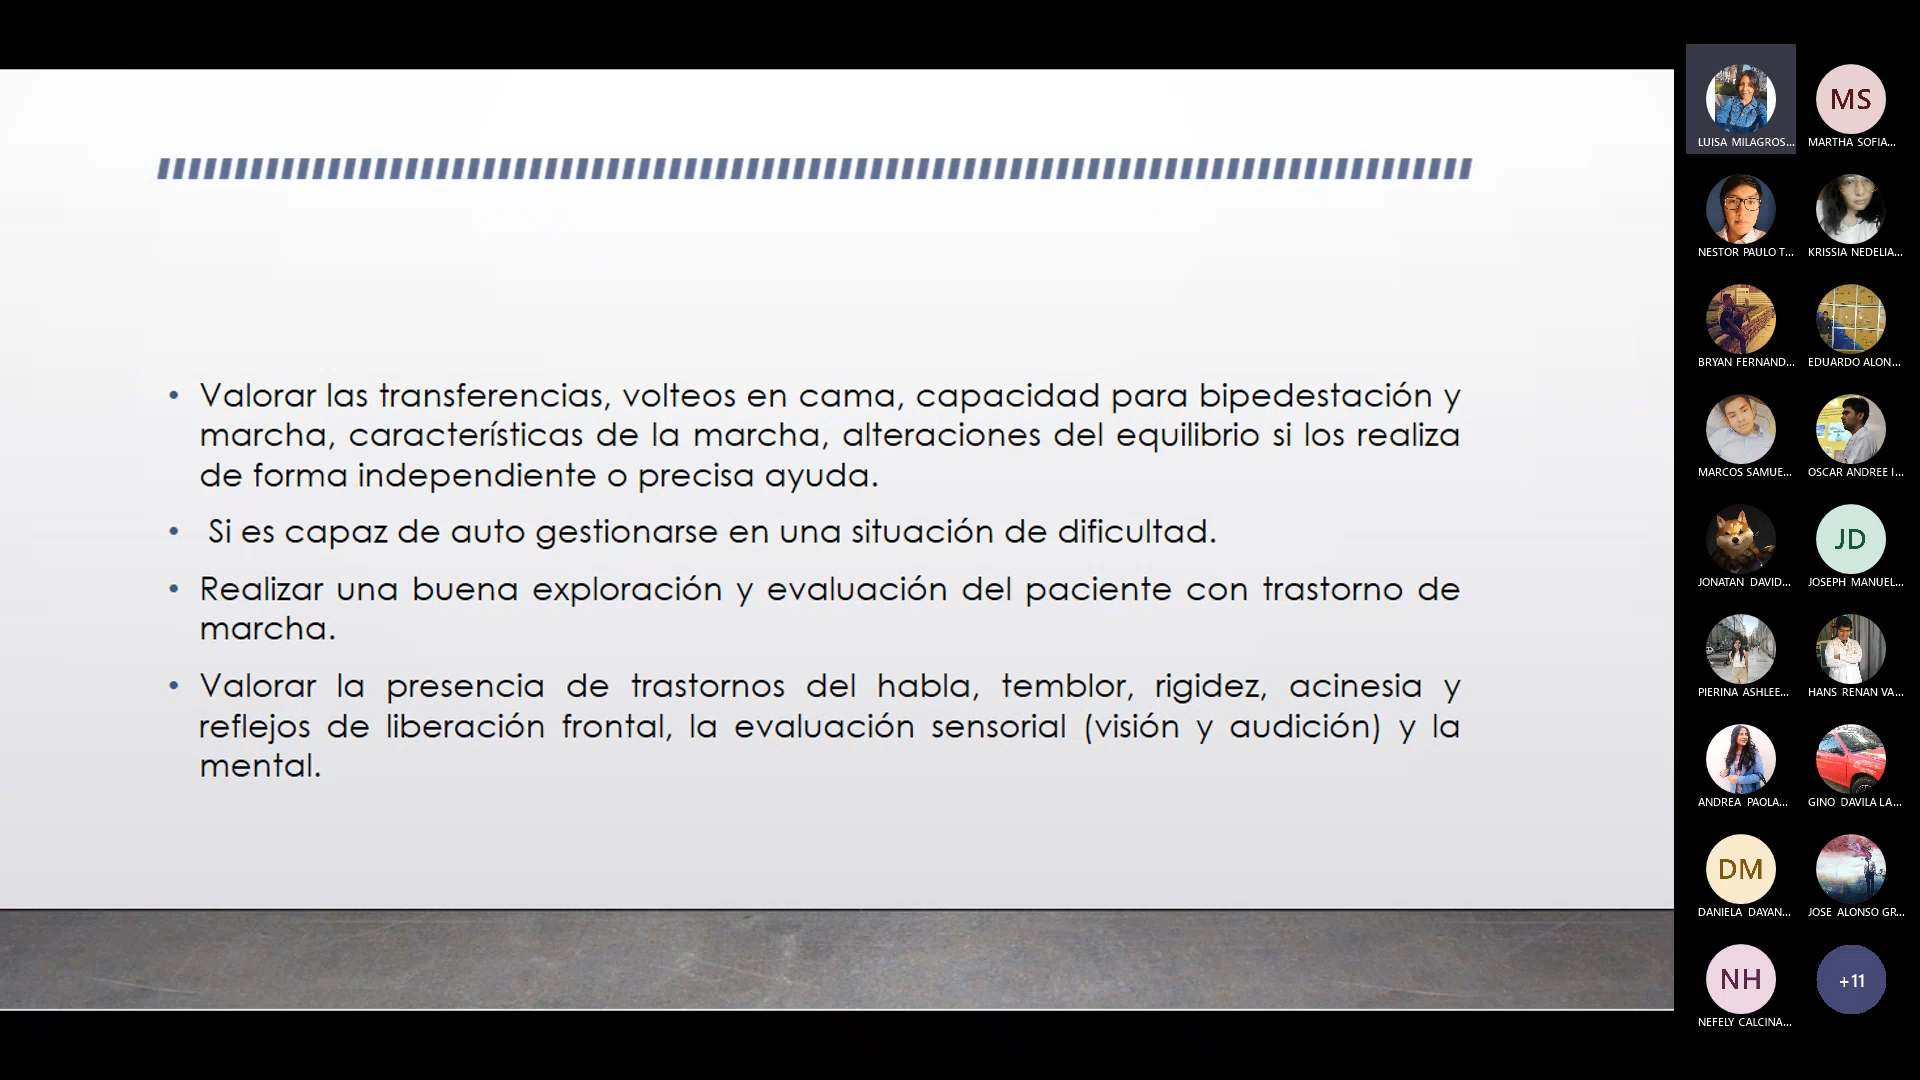 • Valorar las transferencias, volteos en cama, capacidad para bipedestación y
marcha, características de la marcha, alteraciones del equilibrio si los realiza
de forma independiente o precisa ayuda.
• Si es capaz de auto gestionarse en una situación de dificultad.
• Realizar una buena exploración y evaluación del paciente con trastorno de
marcha.
• Valorar la presencia de trastornos del habla, temblor, rigidez, acinesia y
reflejos de liberación frontal, la evaluación sensorial (visión y audición) y la
mental.
LUISA MILAGROS...
MS
MARTHA SOFIA...
NESTOR PAULO T...
KRISSIA NEDELIA...
BRYAN FERNAND...
EDUARDO ALON...
MARCOS SAMUE...
OSCAR ANDREE I...
JONATAN DAVID...
JD
JOSEPH MANUEL...
PIERINA ASHLEE...
HANS RENAN VA...
ANDREA PAOLA...
GINO DAVILA LA...
DM
DANIELA DAYAN...
JOSE ALONSO GR...
NH
NEFELY CALCINA...
+11